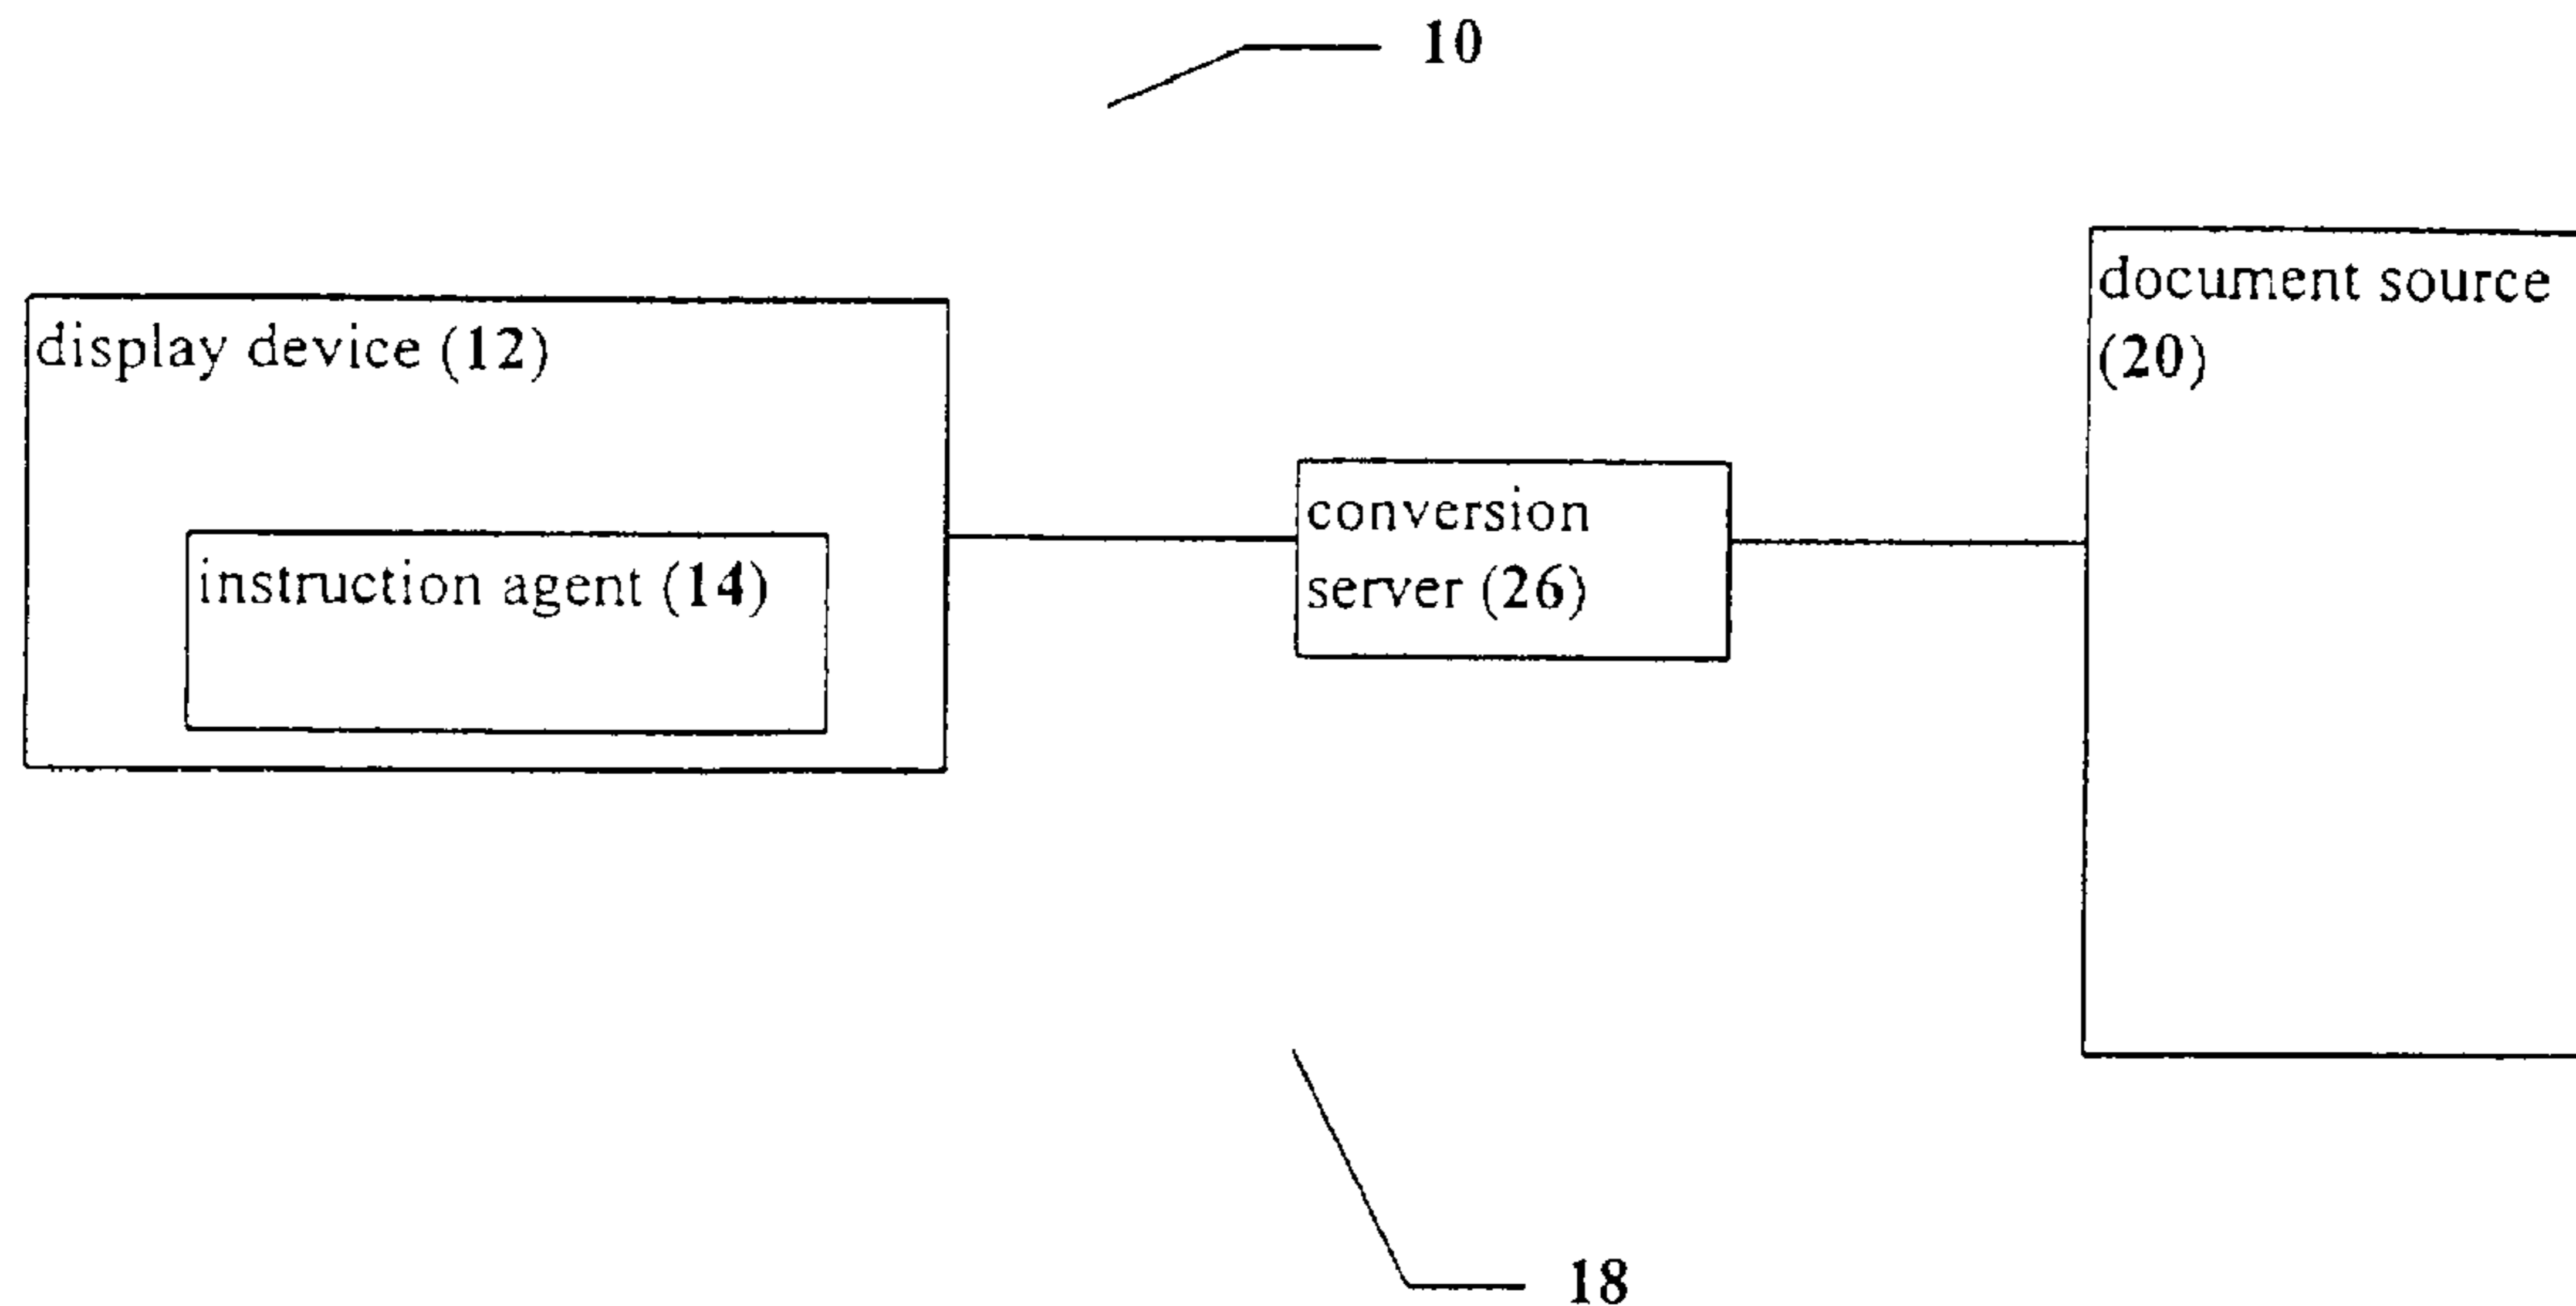 10
display device (12)
instruction agent (14)
conversion
server (26)
document source
(20)
18